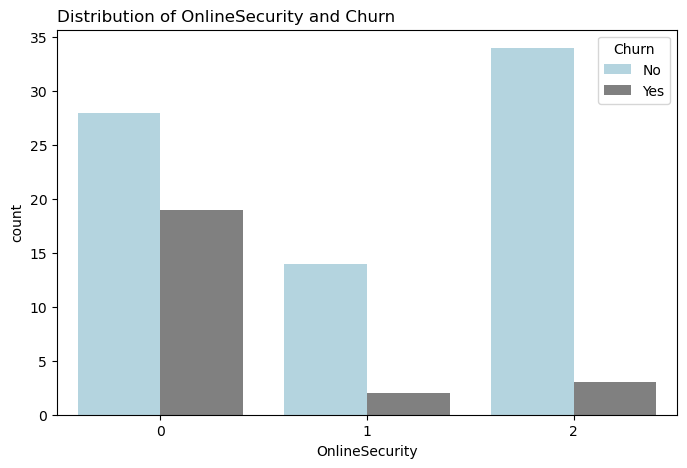 Distribution of OnlineSecurity and Churn
35
30
25
20
15
10
5
0
count
Churn
No
Yes
0 1 2
OnlineSecurity